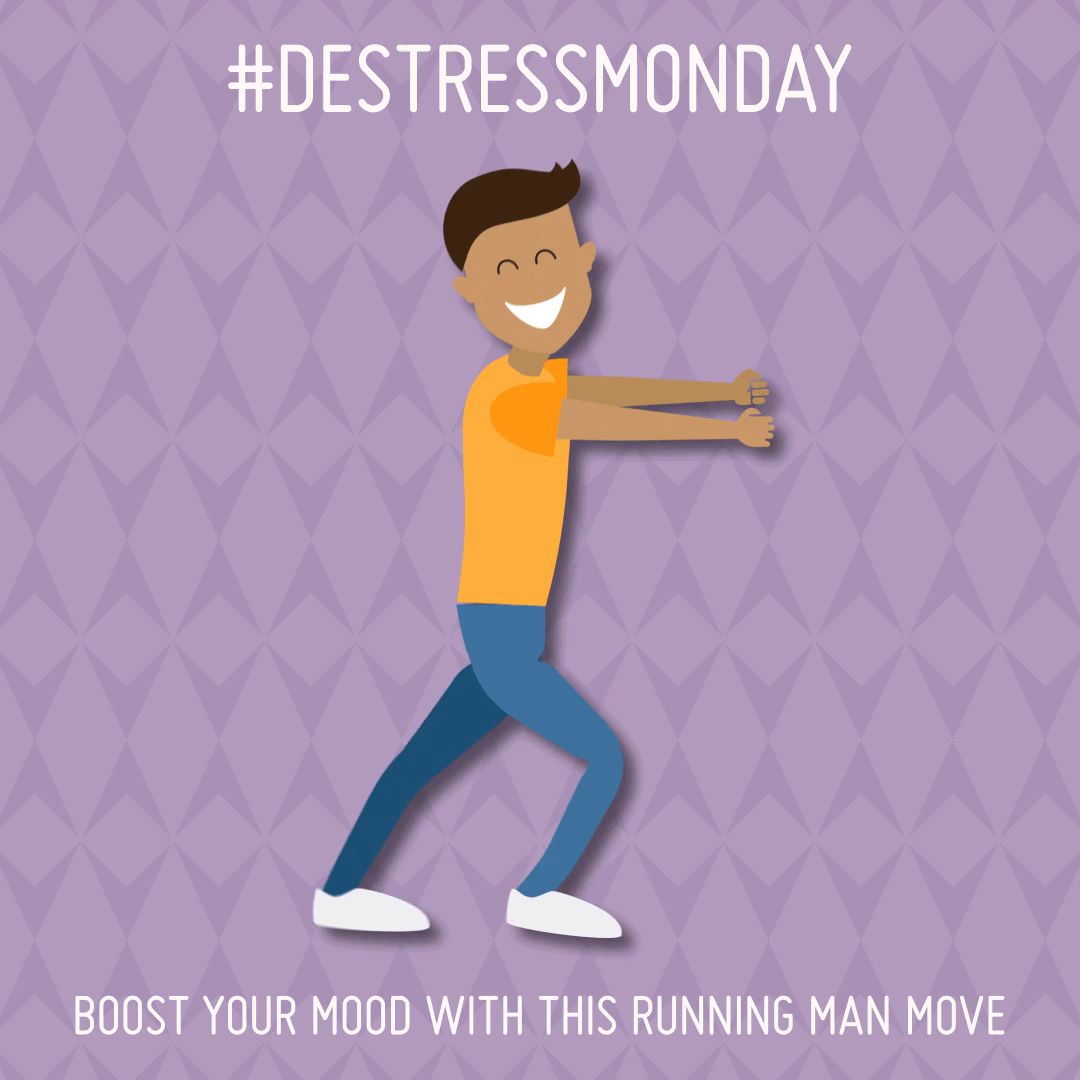 #DESTRESSMONDAY
BOOST YOUR MOOD WITH THIS RUNNING MAN MOVE